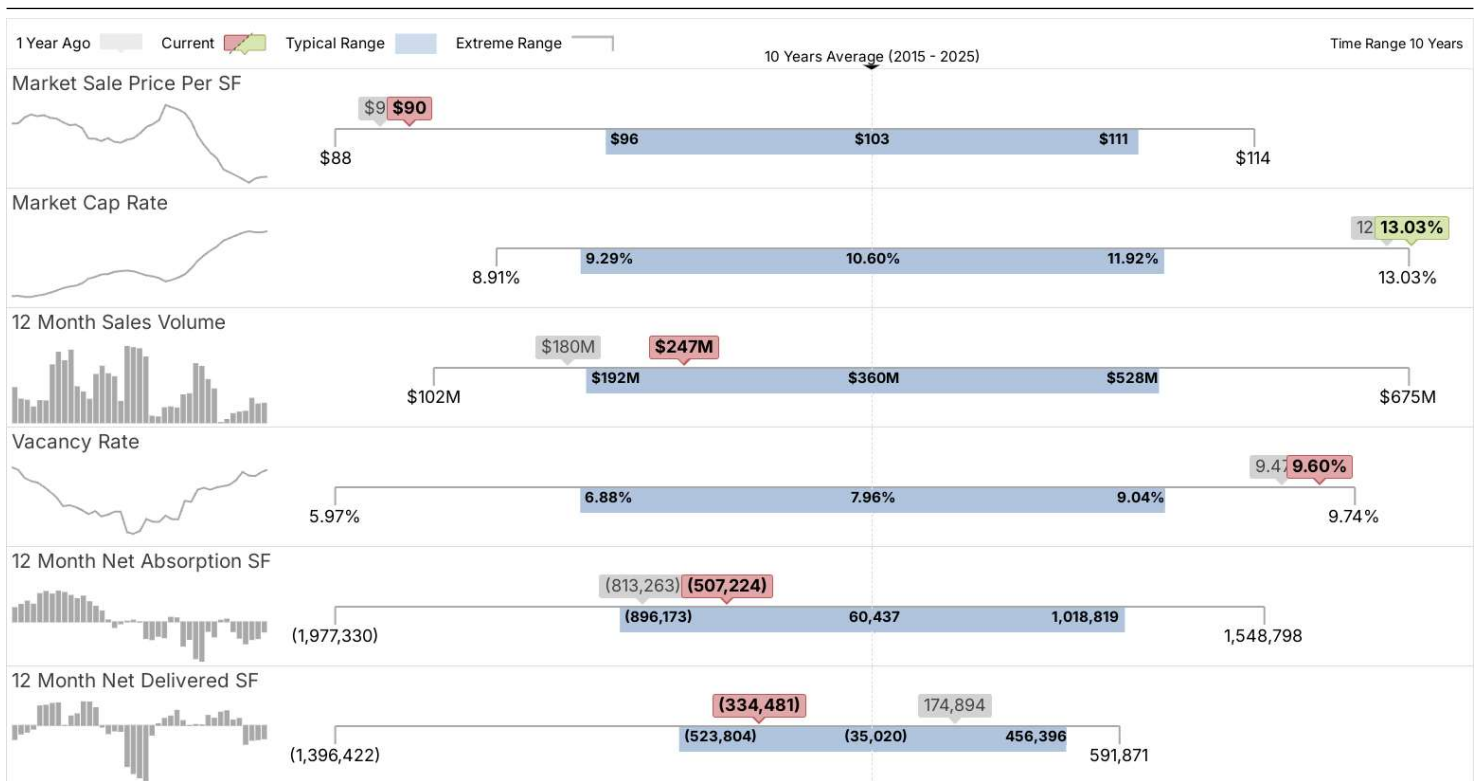 1 Year Ago Current Typical Range Extreme Range Time Range 10 Years
10 Years Average (2015 - 2025)
Market Sale Price Per SF
$9 $90
$96 $103 $111
$88 $114
Market Cap Rate
12 13.03%
9.29% 10.60% 11.92%
8.91% 13.03%
12 Month Sales Volume
$180M $247M
$192M $360M $528M
$102M $675M
Vacancy Rate
9.47 9.60%
6.88% 7.96% 9.04%
5.97% 9.74%
12 Month Net Absorption SF
(813,263) (507,224)
(896,173) 60,437 1,018,819
(1,977,330) 1,548,798
12 Month Net Delivered SF
(334,481) 174,894
(523,804) (35,020) 456,396
(1,396,422) 591,871